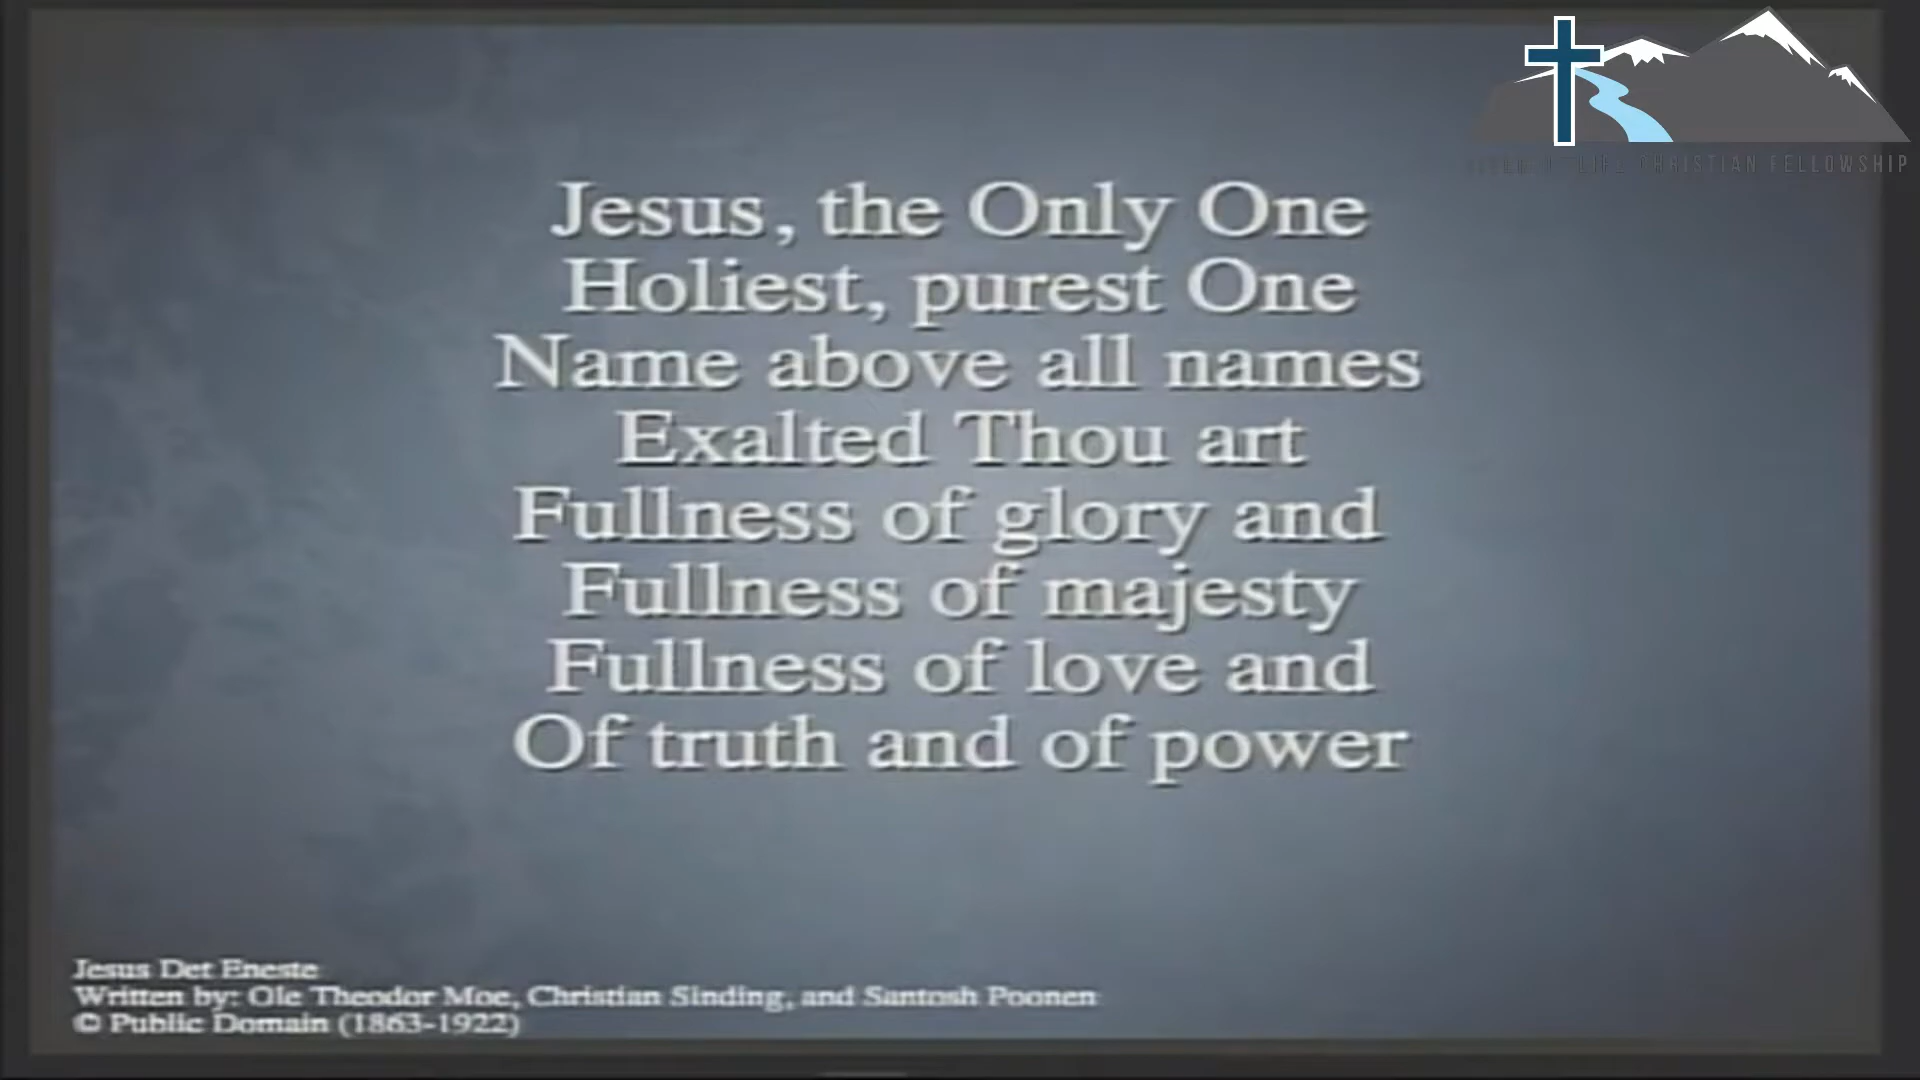 LIFE CHRISTIAN FELLOWSHIP
Jesus, the Only One
Holiest, purest One
Name above all names
Exalted Thou art
Fullness of glory and
Fullness of majesty
Fullness of love and
Of truth and of power
Jesus Det Eneste
Written by: Ole Theodor Moe, Christian Sinding, and Santosh Poonen
© Public Domain (1863-1922)